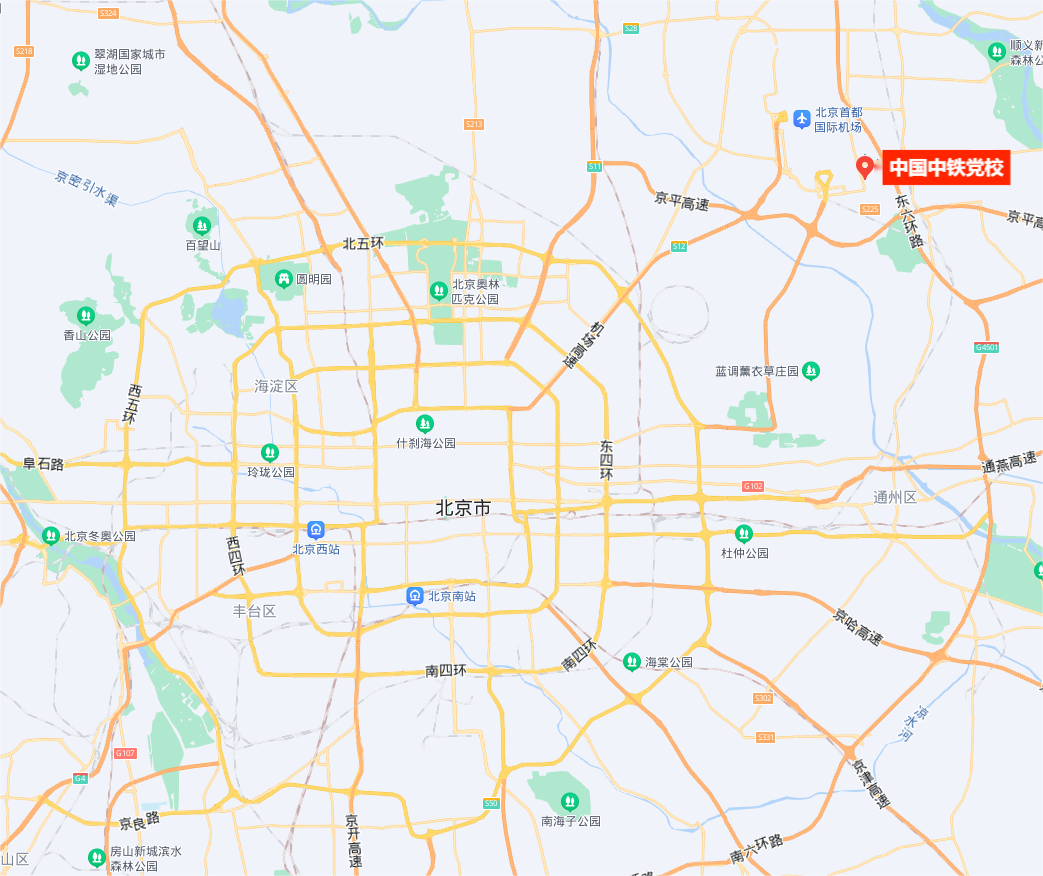 S324
S218
翠湖国家城市
湿地公园
S28
顺义新
森林公
S213
北京首都
国际机场
S11
中国中铁党校
京密引水渠
京平高速
S225
东六环路
京平高
百望山
北五环
S12
圆明园
北京奥林
匹克公园
香山公园
机场高速
G4501
蓝调薰衣草庄园
海淀区
西五环
什刹海公园
东四环
阜石路
玲珑公园
通燕高速
G102
通州区
北京市
北京冬奥公园
北京西站
杜仲公园
西四环
北京南站
丰台区
京哈高速
南四环
南四环
海棠公园
S302
凉水河
S331
G107
G4
京津高速
S50
南海子公园
京良路
京开高速
南六环路
山区
房山新城滨水
森林公园